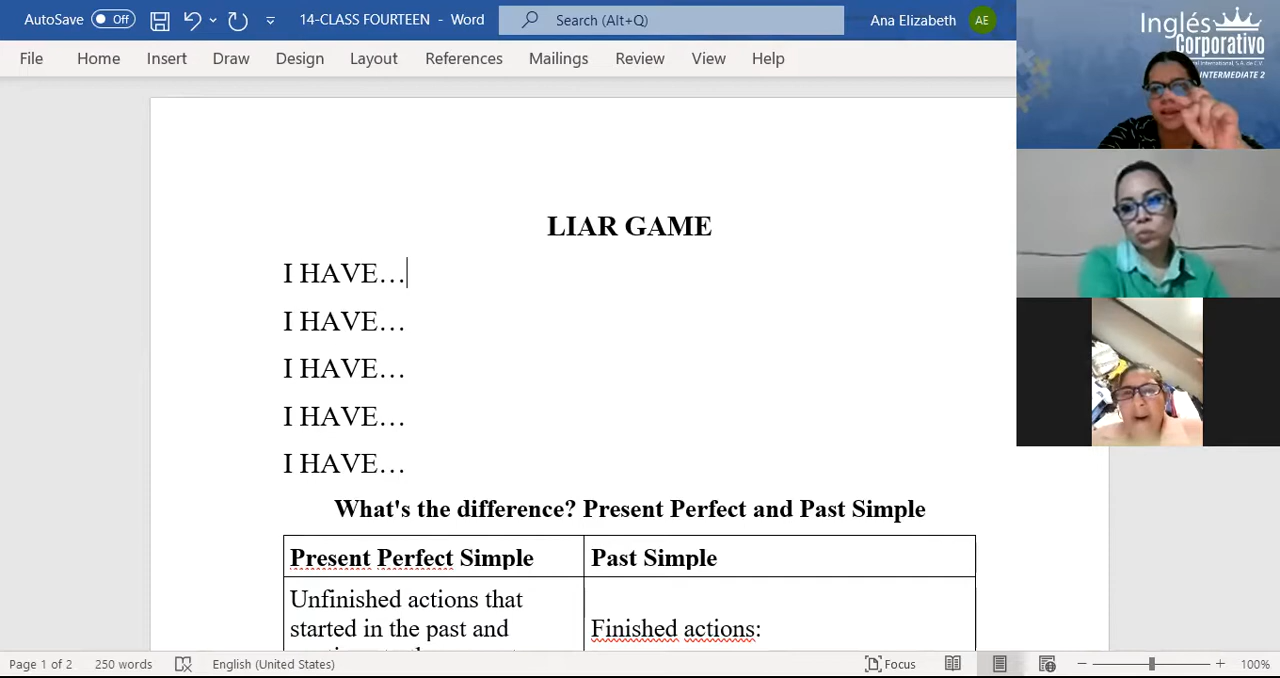 AutoSave Off 14-CLASS FOURTEEN - Word Search (Alt+Q) Ana Elizabeth AE
File Home Insert Draw Design Layout References Mailings Review View Help
Inglés
Corporativo
INTERMEDIATE 2
LIAR GAME
I HAVE…
I HAVE…
I HAVE…
I HAVE…
I HAVE…
What's the difference? Present Perfect and Past Simple
Present Perfect Simple Past Simple
Unfinished actions that
started in the past and
Finished actions:
Page 1 of 2 250 words English (United States) Focus 100%